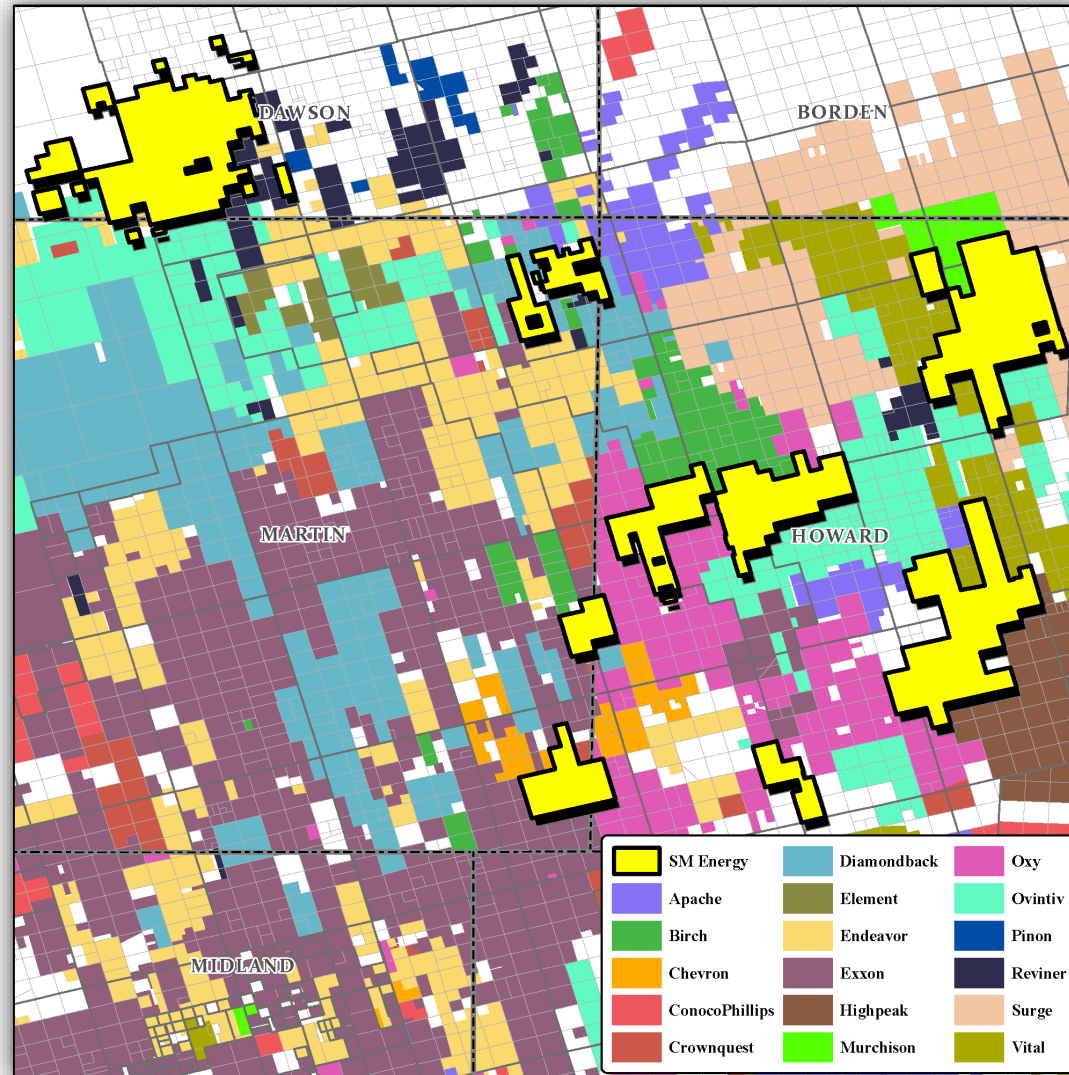 DAWSON
BORDEN
MARTIN
HOWARD
MIDLAND
SM Energy
Apache
Birch
Chevron
ConocoPhillips
Crownquest
Diamondback
Element
Endeavor
Exxon
Highpeak
Murchison
Oxy
Ovintiv
Pinon
Reviner
Surge
Vital